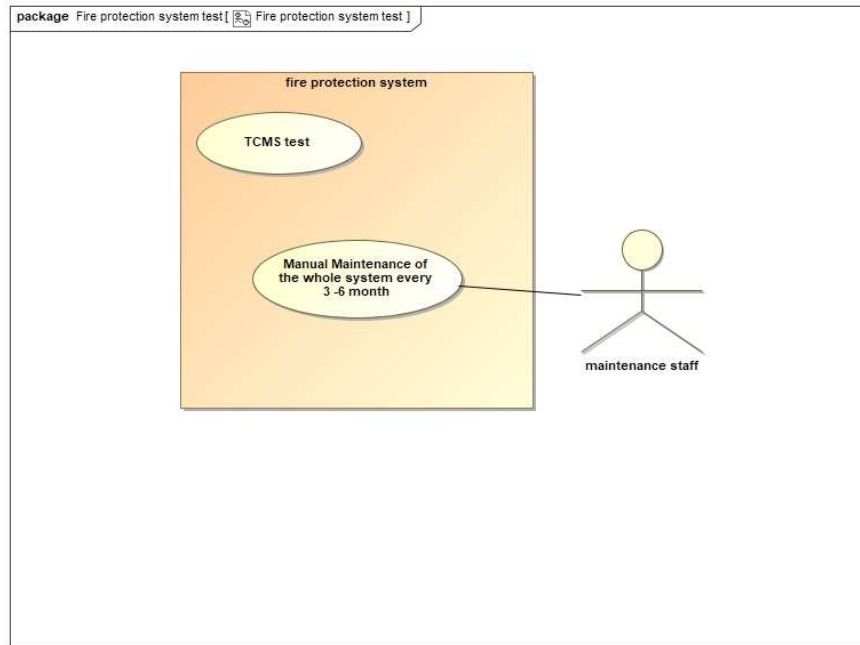 package Fire protection system test [ Fire protection system test ]
fire protection system
TCMS test
Manual Maintenance of
the whole system every
3 -6 month
maintenance staff